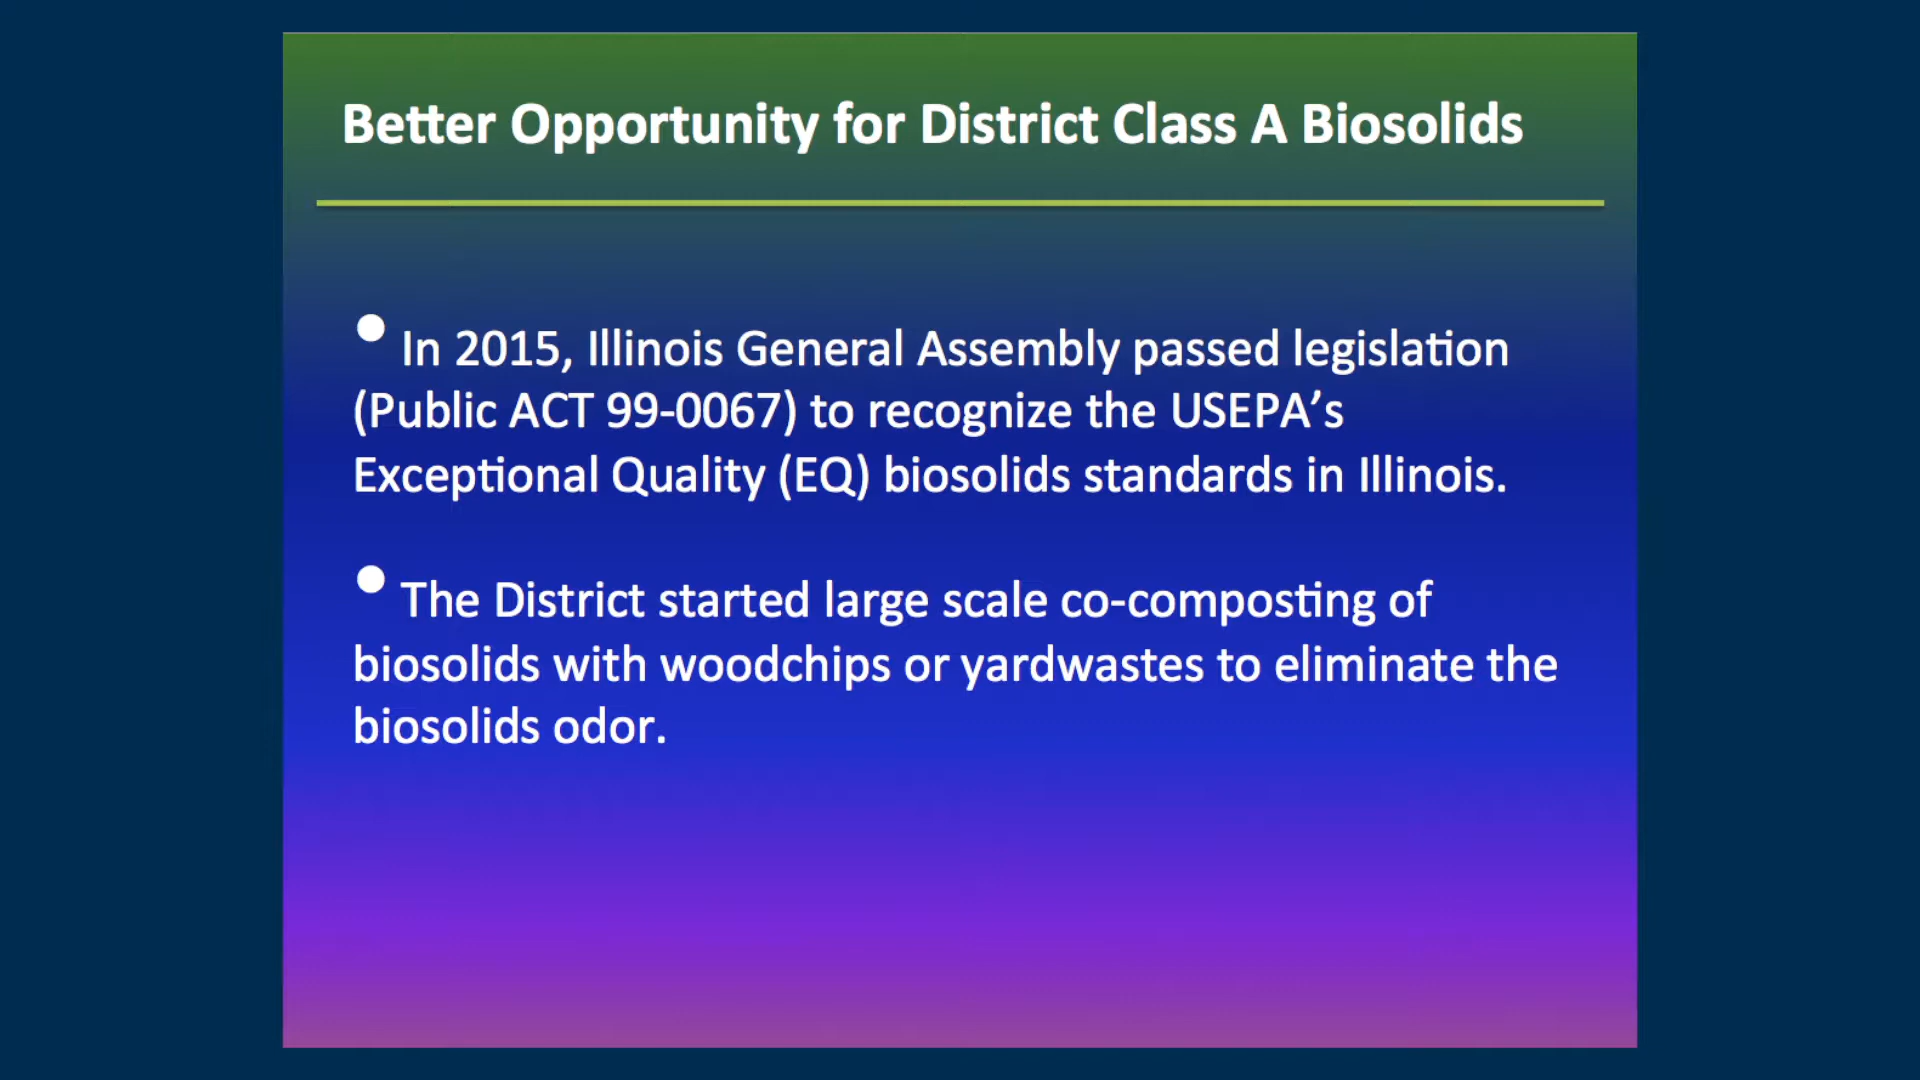 Better Opportunity for District Class A Biosolids
• In 2015, Illinois General Assembly passed legislation
(Public ACT 99-0067) to recognize the USEPA’s
Exceptional Quality (EQ) biosolids standards in Illinois.
• The District started large scale co-composting of
biosolids with woodchips or yardwastes to eliminate the
biosolids odor.